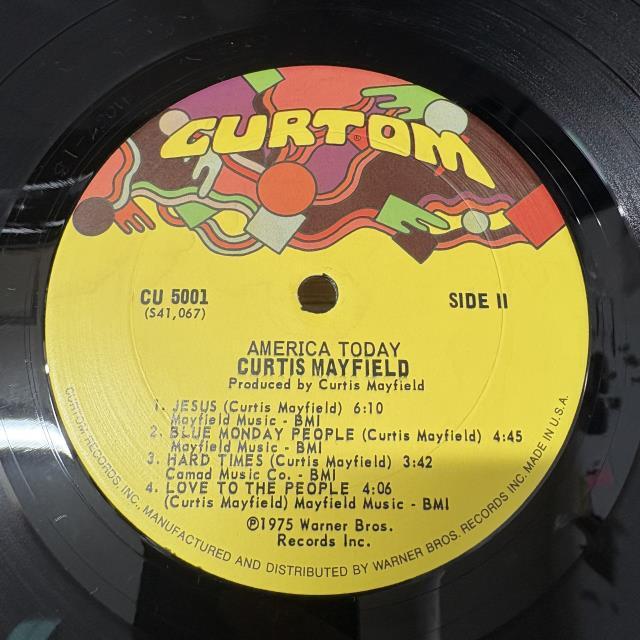 CURTOM®
CU 5001
(S41,067)
SIDE II
AMERICA TODAY
CURTIS MAYFIELD
Produced by Curtis Mayfield
1. JESUS (Curtis Mayfield) 6:10
Mayfield Music - BMI
2. BLUE MONDAY PEOPLE (Curtis Mayfield) 4:45
Mayfield Music - BMI
3. HARD TIMES (Curtis Mayfield) 3:42
Camad Music Co. - BMI
4. LOVE TO THE PEOPLE 4:06
(Curtis Mayfield) Mayfield Music - BMI
℗1975 Warner Bros.
Records Inc.
CURTOM RECORDS, INC., MANUFACTURED AND DISTRIBUTED BY WARNER BROS. RECORDS INC. MADE IN U.S.A.